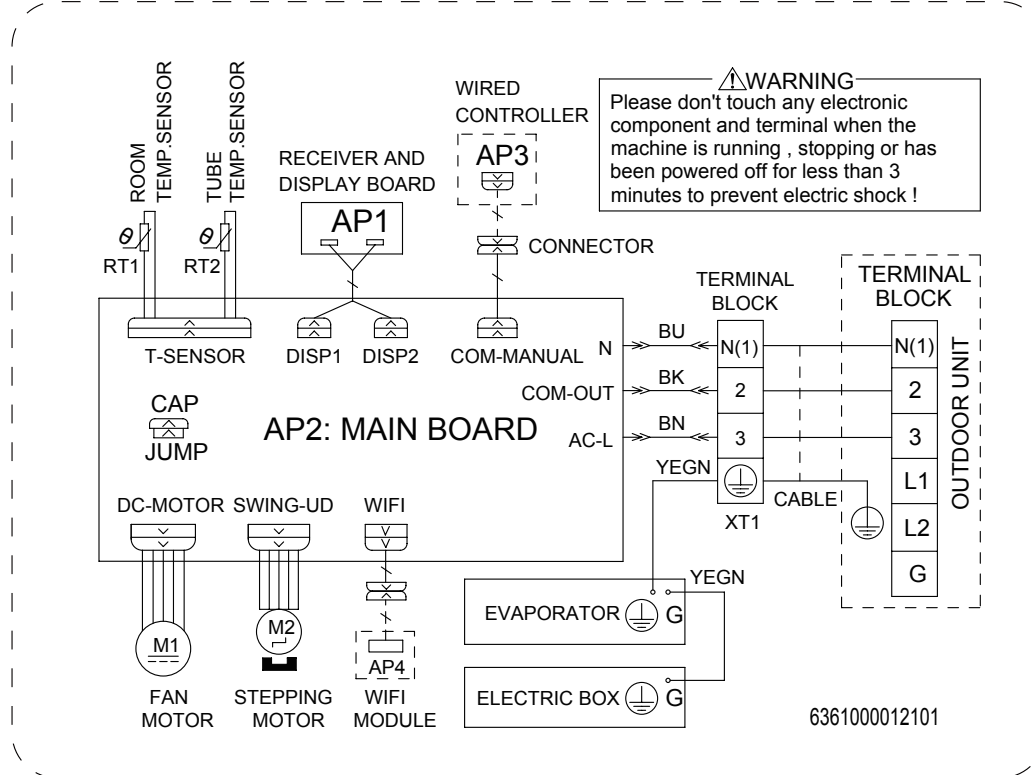 ROOM
TEMP.SENSOR
TUBE
TEMP.SENSOR
RT1
RT2
RECEIVER AND
DISPLAY BOARD
AP1
WIRED
CONTROLLER
AP3
CONNECTOR
WARNING
Please don't touch any electronic
component and terminal when the
machine is running , stopping or has
been powered off for less than 3
minutes to prevent electric shock !
T-SENSOR
DISP1
DISP2
COM-MANUAL
N
COM-OUT
AC-L
CAP
JUMP
AP2: MAIN BOARD
DC-MOTOR
SWING-UD
WIFI
BU
BK
BN
YEGN
TERMINAL
BLOCK
N(1)
2
3
XT1
CABLE
TERMINAL
BLOCK
N(1)
2
3
L1
L2
G
OUTDOOR UNIT
M1
FAN
MOTOR
M2
STEPPING
MOTOR
AP4
WIFI
MODULE
YEGN
EVAPORATOR
G
ELECTRIC BOX
G
6361000012101